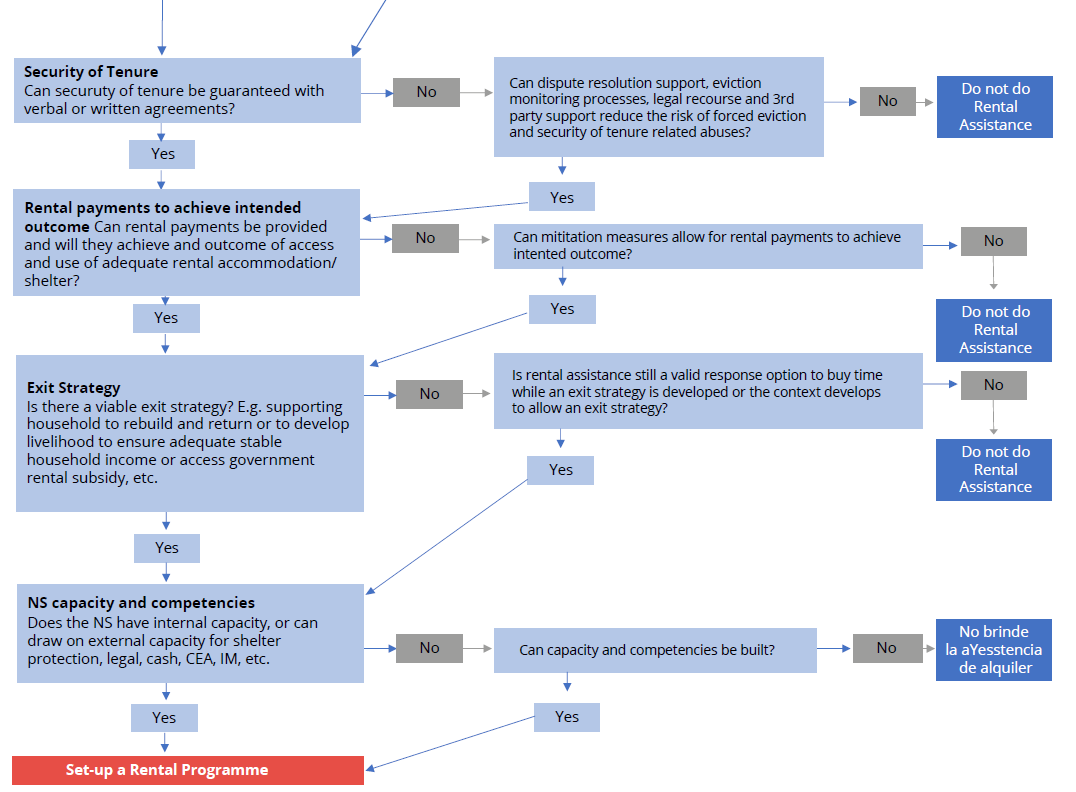 Security of Tenure
Can securuty of tenure be guaranteed with
verbal or written agreements?
No
Can dispute resolution support, eviction
monitoring processes, legal recourse and 3rd
party support reduce the risk of forced eviction
and security of tenure related abuses?
No
Do not do
Rental
Assistance
Yes
Yes
Rental payments to achieve intended
outcome Can rental payments be provided
and will they achieve and outcome of access
and use of adequate rental accommodation/
shelter?
No
Can mititation measures allow for rental payments to achieve
intented outcome?
No
Do not do
Rental
Assistance
Yes
Yes
Exit Strategy
Is there a viable exit strategy? E.g. supporting
household to rebuild and return or to develop
livelihood to ensure adequate stable
household income or access government
rental subsidy, etc.
No
Is rental assistance still a valid response option to buy time
while an exit strategy is developed or the context develops
to allow an exit strategy?
No
Do not do
Rental
Assistance
Yes
Yes
NS capacity and competencies
Does the NS have internal capacity, or can
draw on external capacity for shelter
protection, legal, cash, CEA, IM, etc.
No
Can capacity and competencies be built?
No
No brinde
la aYesstencia
de alquiler
Yes
Yes
Set-up a Rental Programme